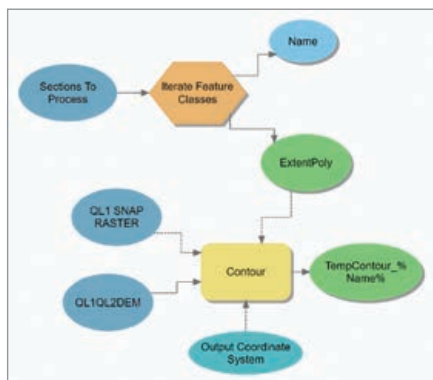 Name
Sections To
Process
Iterate Feature
Classes
ExtentPoly
QL1 SNAP
RASTER
Contour
TempContour_%
Name%
QL1QL2DEM
Output Coordinate
System